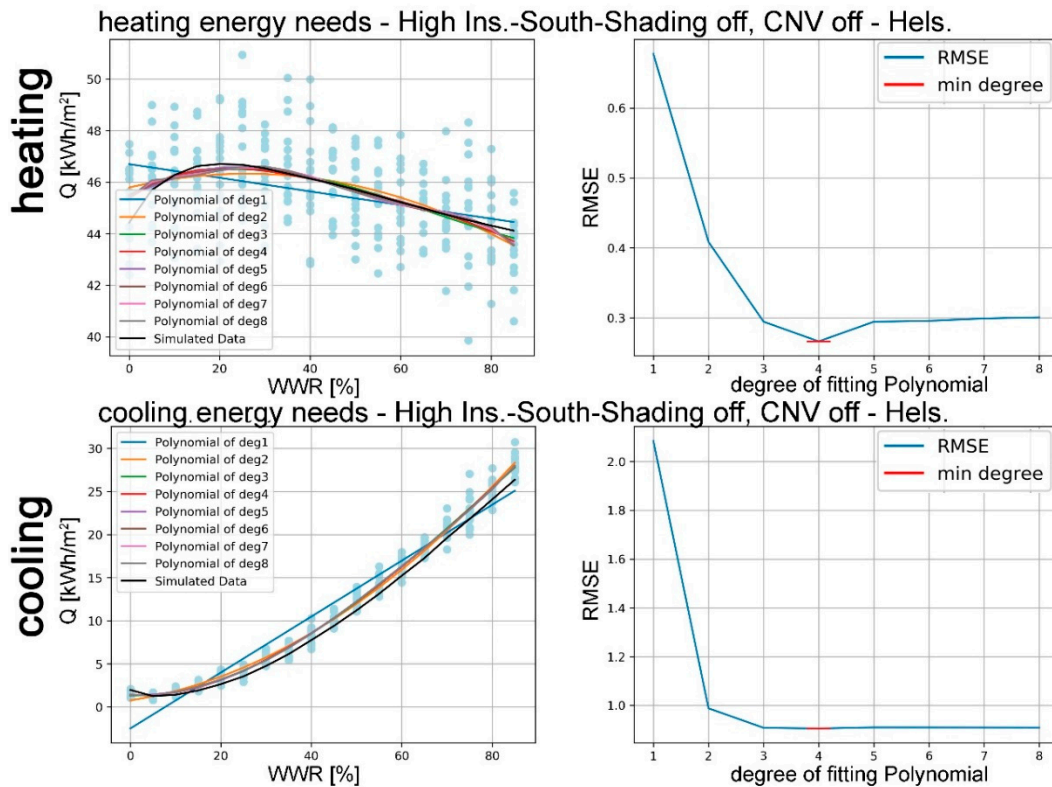 heating energy needs - High Ins.-South-Shading off, CNV off - Hels.
heating
Q [kWh/m²]
50
48
46
44
42
40
Polynomial of deg1
Polynomial of deg2
Polynomial of deg3
Polynomial of deg4
Polynomial of deg5
Polynomial of deg6
Polynomial of deg7
Polynomial of deg8
Simulated Data
0 20 40 60 80
WWR [%]
RMSE
0.6
0.5
0.4
0.3
RMSE
min degree
1 2 3 4 5 6 7 8
degree of fitting Polynomial
cooling energy needs - High Ins.-South-Shading off, CNV off - Hels.
cooling
Q [kWh/m²]
30
25
20
15
10
5
0
Polynomial of deg1
Polynomial of deg2
Polynomial of deg3
Polynomial of deg4
Polynomial of deg5
Polynomial of deg6
Polynomial of deg7
Polynomial of deg8
Simulated Data
0 20 40 60 80
WWR [%]
RMSE
2.0
1.8
1.6
1.4
1.2
1.0
RMSE
min degree
1 2 3 4 5 6 7 8
degree of fitting Polynomial